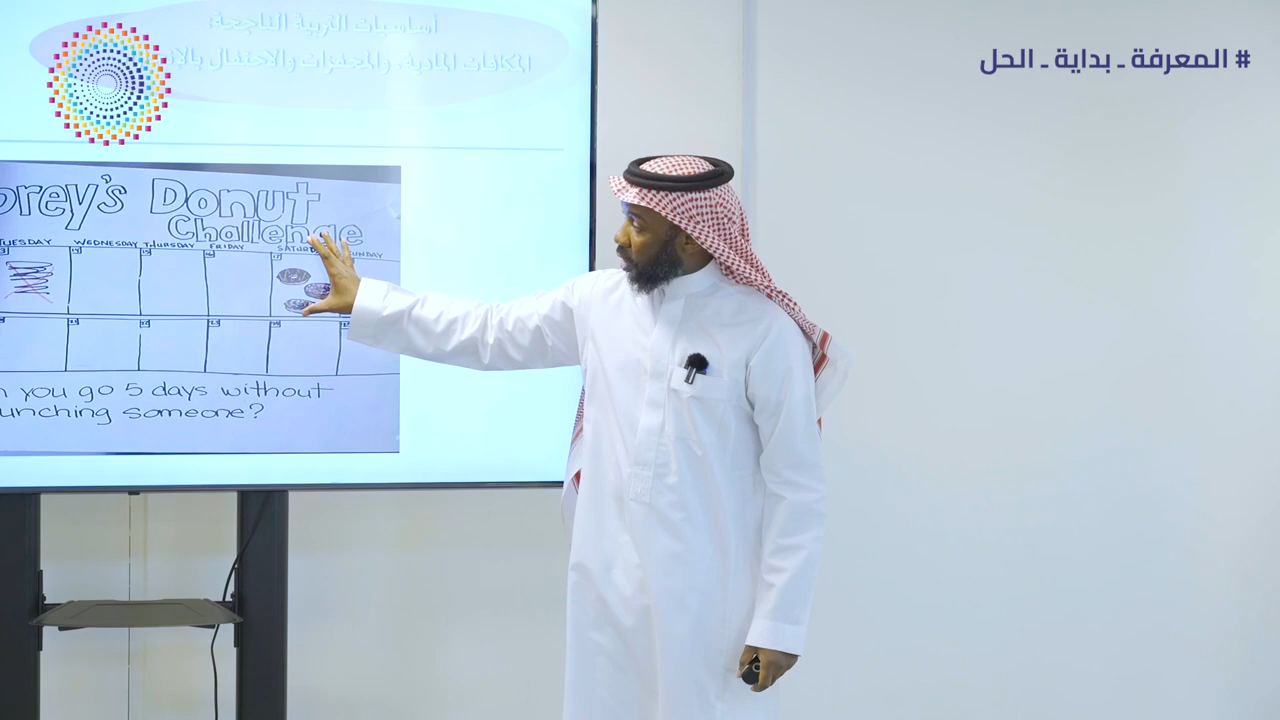 أساسيات التربية الناجحة:
المكافآت المادية، والمحفزات والاحتفال
# المعرفة ـ بداية ـ الحل
orey's Donut
Challenge
TUESDAY WEDNESDAY THURSDAY FRIDAY SATURDAY SUNDAY
n you go 5 days without
unching someone?